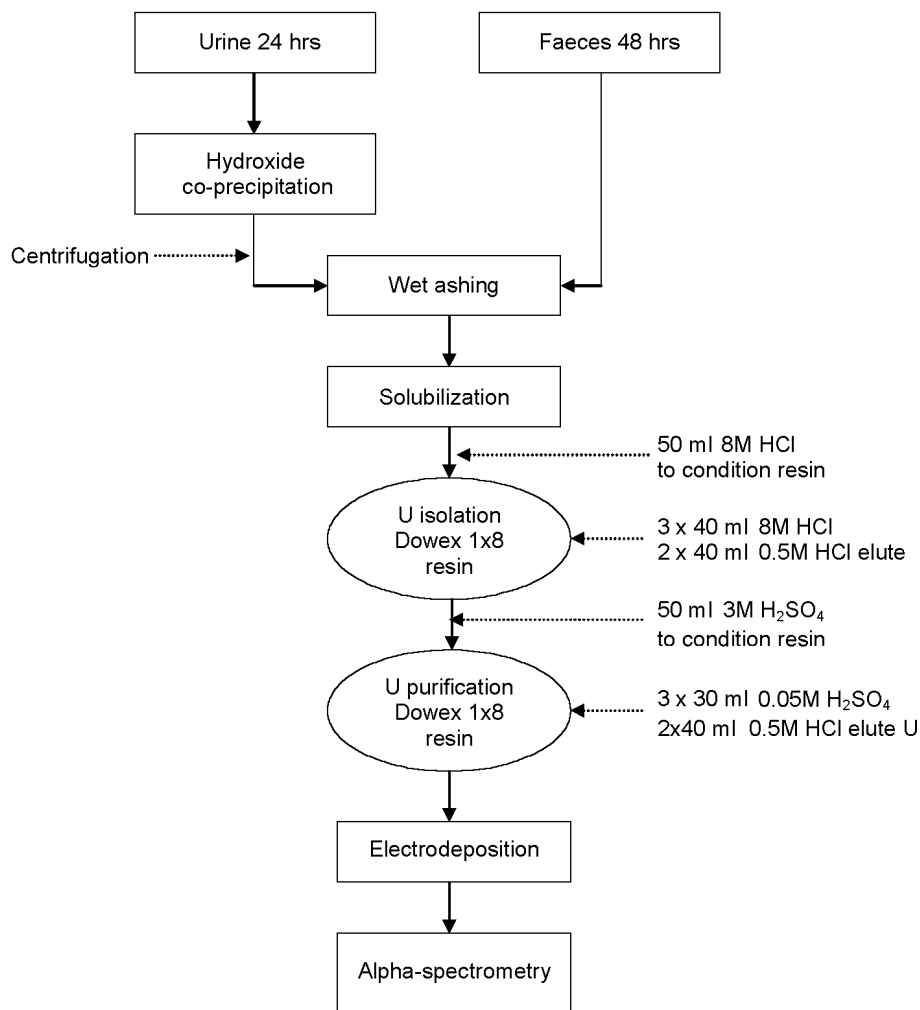 Urine 24 hrs
Faeces 48 hrs
Hydroxide
co-precipitation
Centrifugation
Wet ashing
Solubilization
50 ml 8M HCl
to condition resin
U isolation
Dowex 1x8
resin
3 x 40 ml 8M HCl
2 x 40 ml 0.5M HCl elute
50 ml 3M H₂SO₄
to condition resin
U purification
Dowex 1x8
resin
3 x 30 ml 0.05M H₂SO₄
2x40 ml 0.5M HCl elute U
Electrodeposition
Alpha-spectrometry